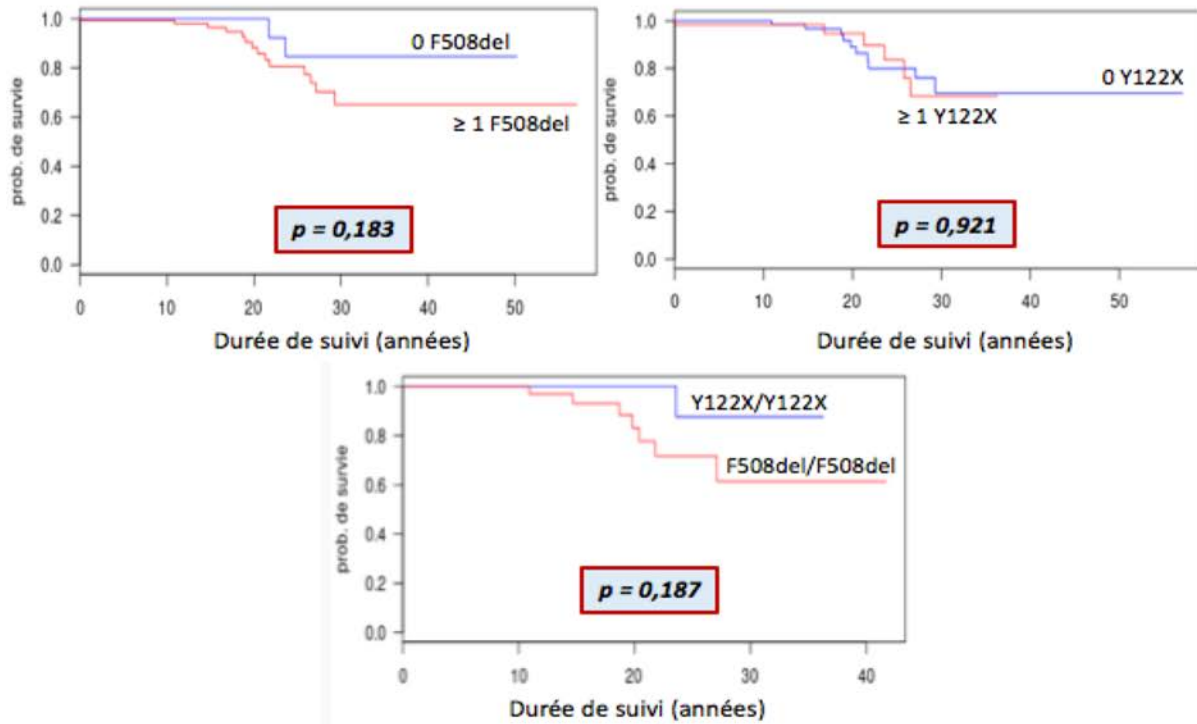 prob. de survie
1.0
0.8
0.6
0.4
0.2
0.0
0 F508del
≥ 1 F508del
p = 0,183
0 10 20 30 40 50
Durée de suivi (années)
prob. de survie
1.0
0.8
0.6
0.4
0.2
0.0
0 Y122X
≥ 1 Y122X
p = 0,921
0 10 20 30 40 50
Durée de suivi (années)
prob. de survie
1.0
0.8
0.6
0.4
0.2
0.0
Y122X/Y122X
F508del/F508del
p = 0,187
0 10 20 30 40
Durée de suivi (années)